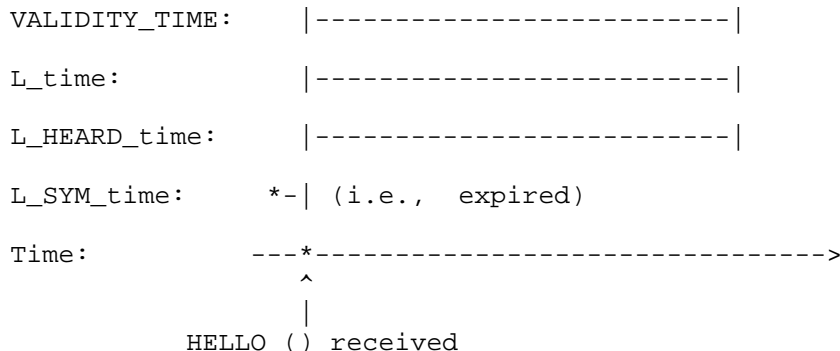 VALIDITY_TIME:     |--------------------------|
L_time:            |--------------------------|
L_HEARD_time:      |--------------------------|
L_SYM_time:     *-| (i.e.,  expired)
Time:          ---*-------------------------------->
^
|
HELLO () received